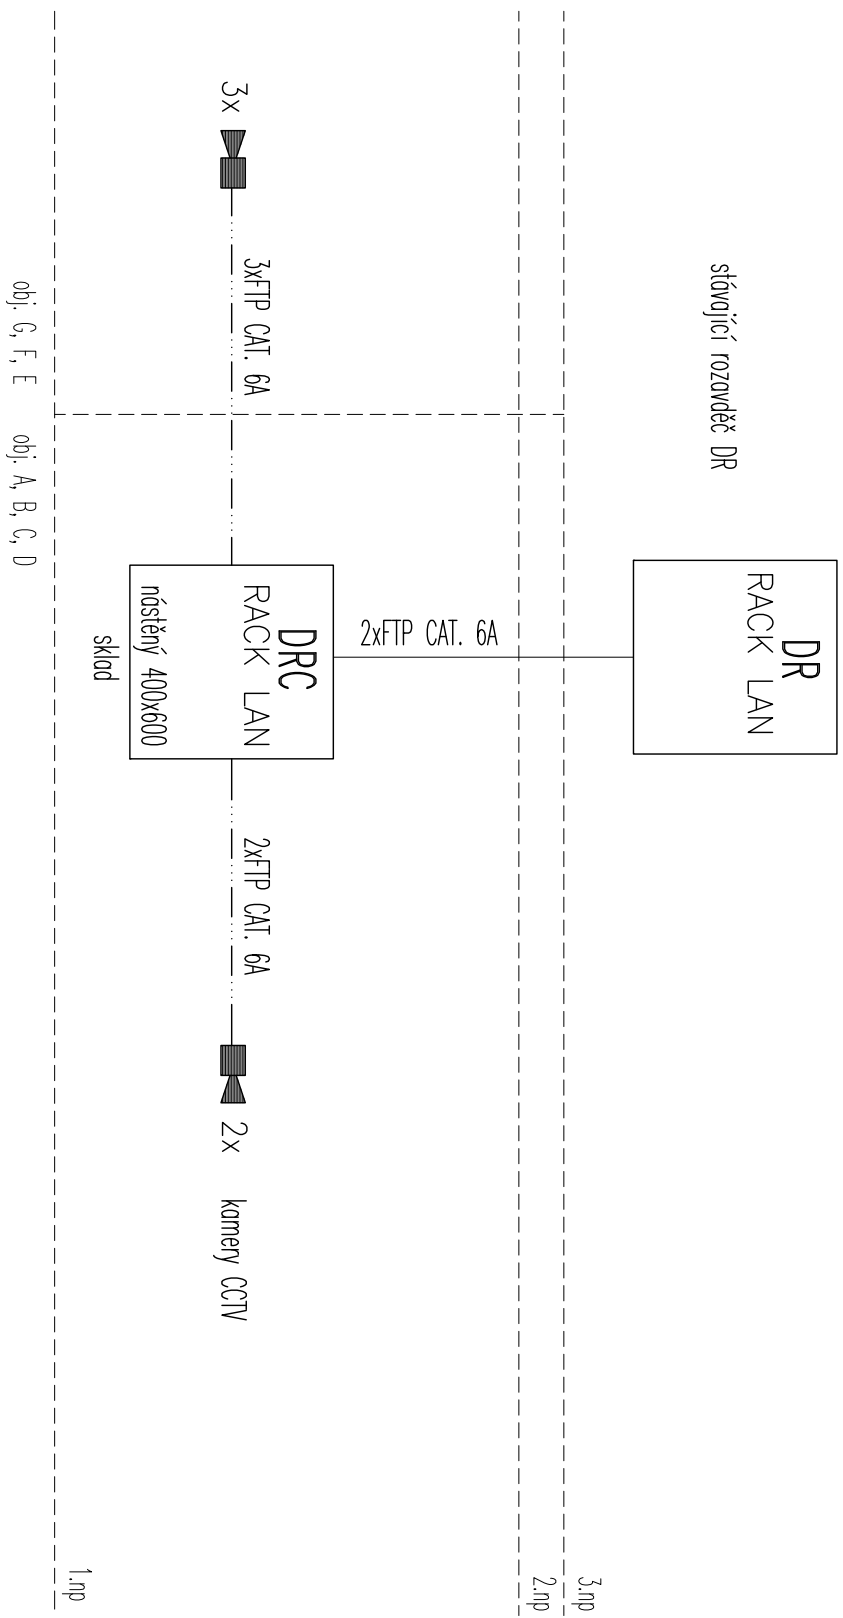 stávající rozavděč DR
DR
RACK LAN
3.np
2.np
2xFTP CAT. 6A
3x
3xFTP CAT. 6A
DRC
RACK LAN
nástěný 400x600
sklad
2xFTP CAT. 6A
2x
kamery CCTV
1.np
obj. G, F, E
obj. A, B, C, D